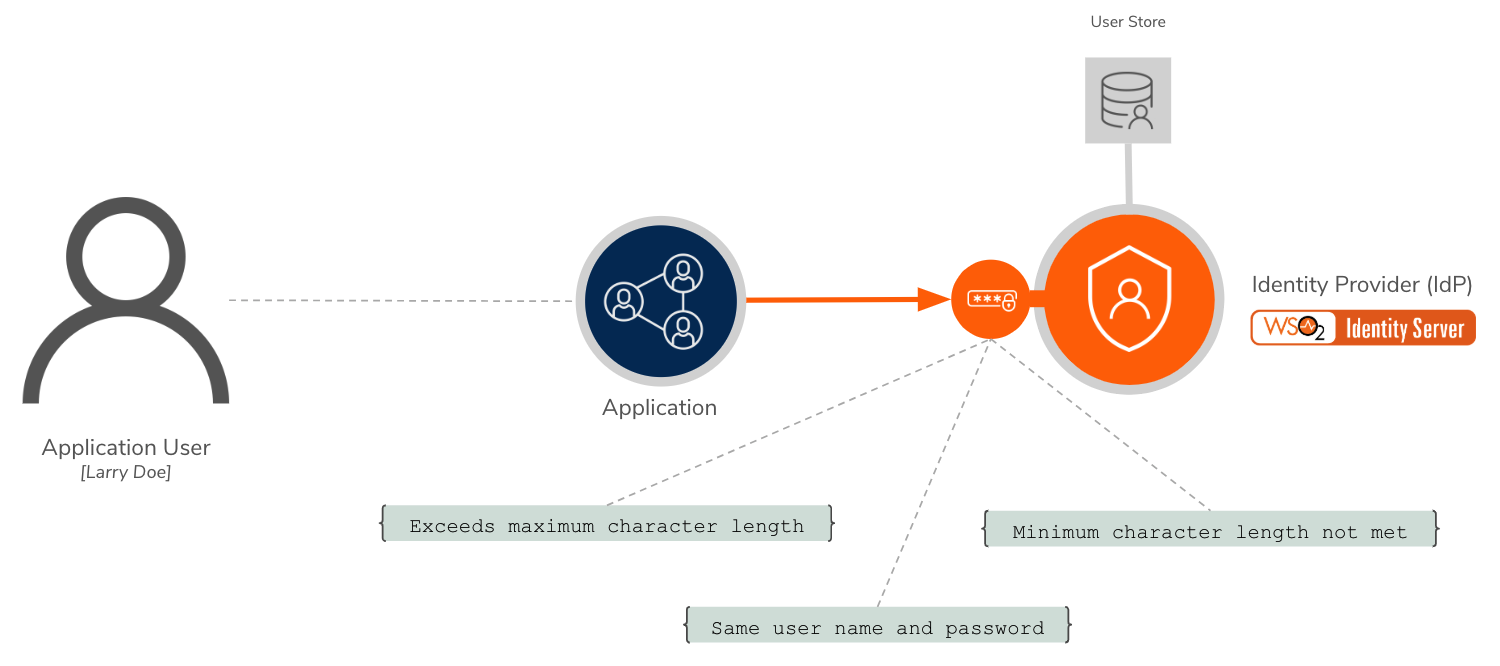 User Store
***
Identity Provider (IdP)
WSO2 Identity Server
Application
Application User
[Larry Doe]
{ Exceeds maximum character length }
{ Minimum character length not met }
{ Same user name and password }